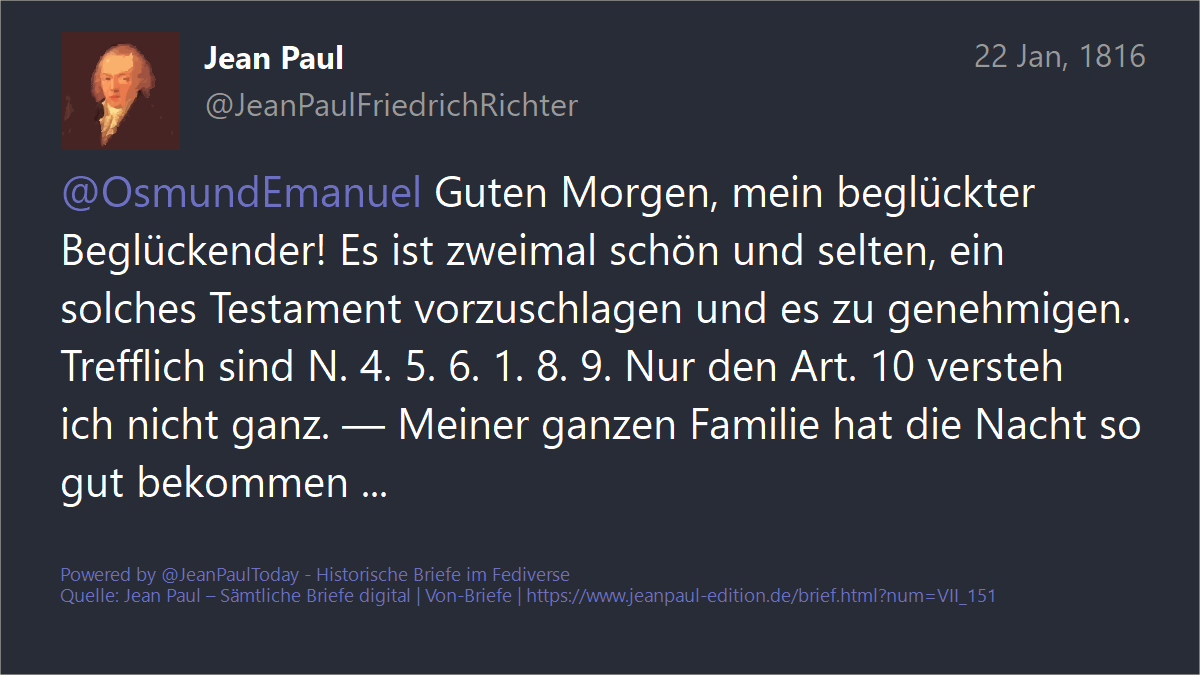 Jean Paul
22 Jan, 1816
@JeanPaulFriedrichRichter
@OsmundEmanuel Guten Morgen, mein beglückter
Beglückender! Es ist zweimal schön und selten, ein
solches Testament vorzuschlagen und es zu genehmigen.
Trefflich sind N. 4. 5. 6. 1. 8. 9. Nur den Art. 10 versteh
ich nicht ganz. — Meiner ganzen Familie hat die Nacht so
gut bekommen ...
Powered by @JeanPaulToday - Historische Briefe im Fediverse
Quelle: Jean Paul – Sämtliche Briefe digital | Von-Briefe | https://www.jeanpaul-edition.de/brief.html?num=VII_151